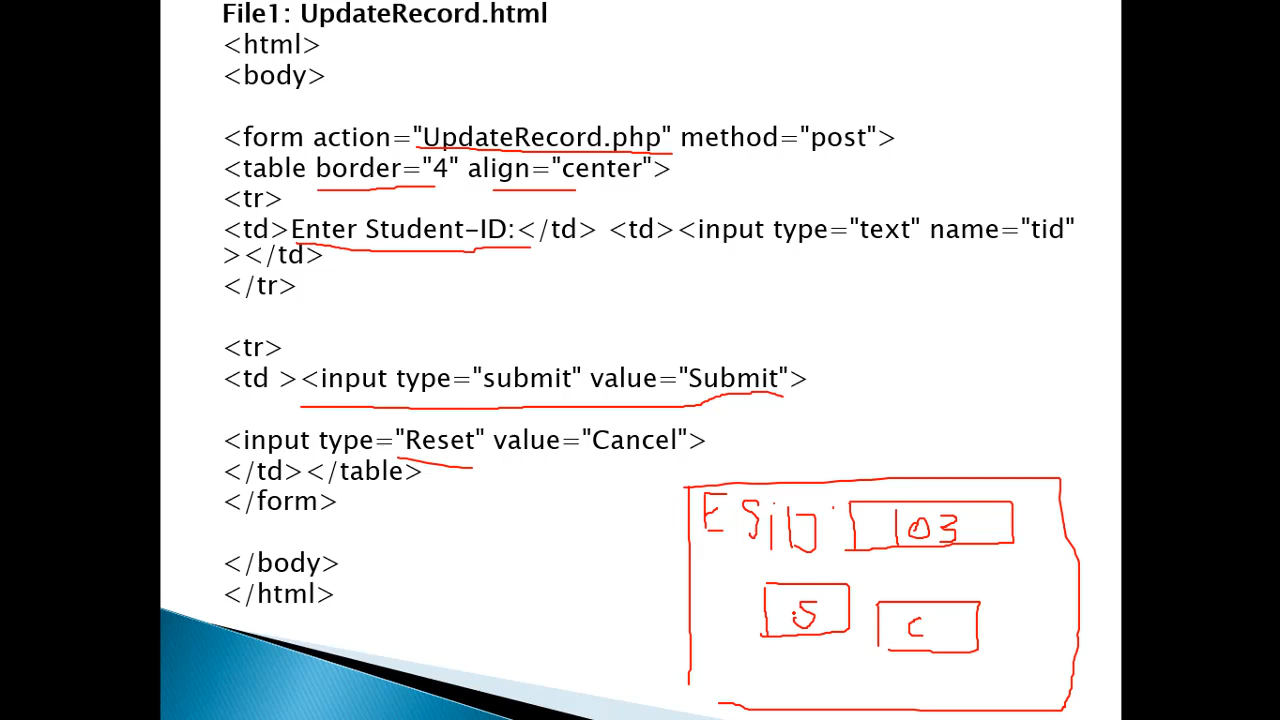 File1: UpdateRecord.html
<html>
<body>
<form action="UpdateRecord.php" method="post">
<table border="4" align="center">
<tr>
<td>Enter Student-ID:</td> <td><input type="text" name="tid"
></td>
</tr>
<tr>
<td ><input type="submit" value="Submit">
<input type="Reset" value="Cancel">
</td></table>
</form>
</body>
</html>
E SID: 103
S C